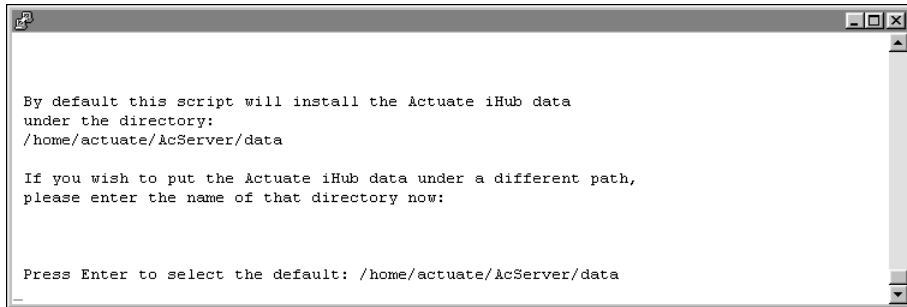 By default this script will install the Actuate iHub data
under the directory:
/home/actuate/AcServer/data
If you wish to put the Actuate iHub data under a different path,
please enter the name of that directory now:
Press Enter to select the default: /home/actuate/AcServer/data